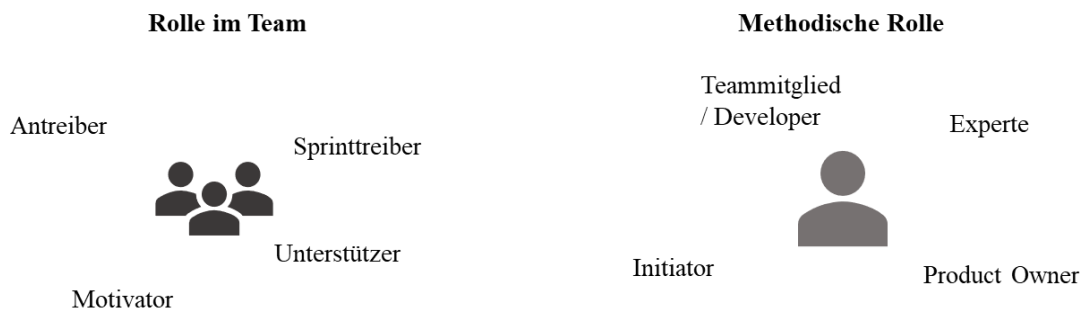 Rolle im Team
Antreiber
Sprinttreiber
Unterstützer
Motivator
Methodische Rolle
Teammitglied
/ Developer
Experte
Initiator
Product Owner